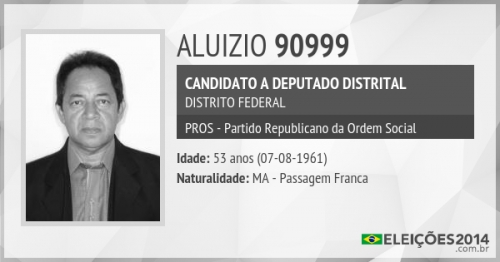 ALUIZIO 90999
CANDIDATO A DEPUTADO DISTRITAL
DISTRITO FEDERAL
PROS - Partido Republicano da Ordem Social
Idade: 53 anos (07-08-1961)
Naturalidade: MA - Passagem Franca
ELEIÇÕES2014
.com.br